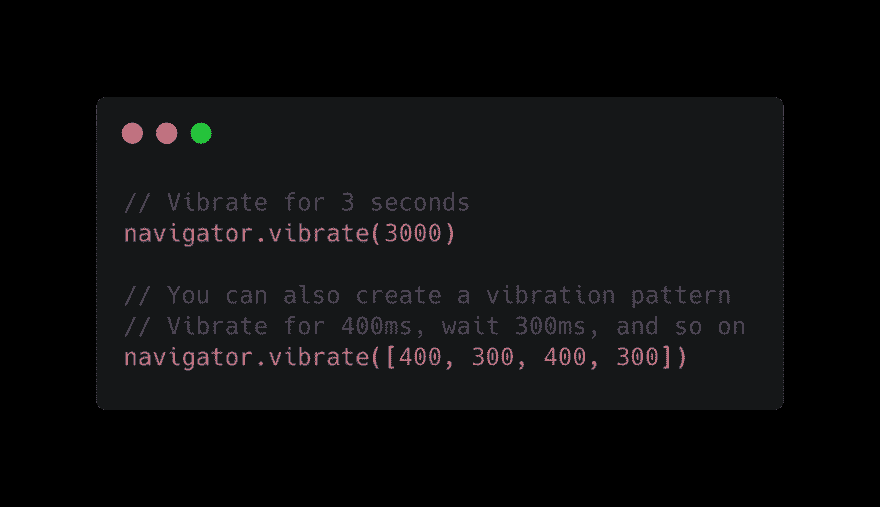 // Vibrate for 3 seconds
navigator.vibrate(3000)
// You can also create a vibration pattern
// Vibrate for 400ms, wait 300ms, and so on
navigator.vibrate([400, 300, 400, 300])